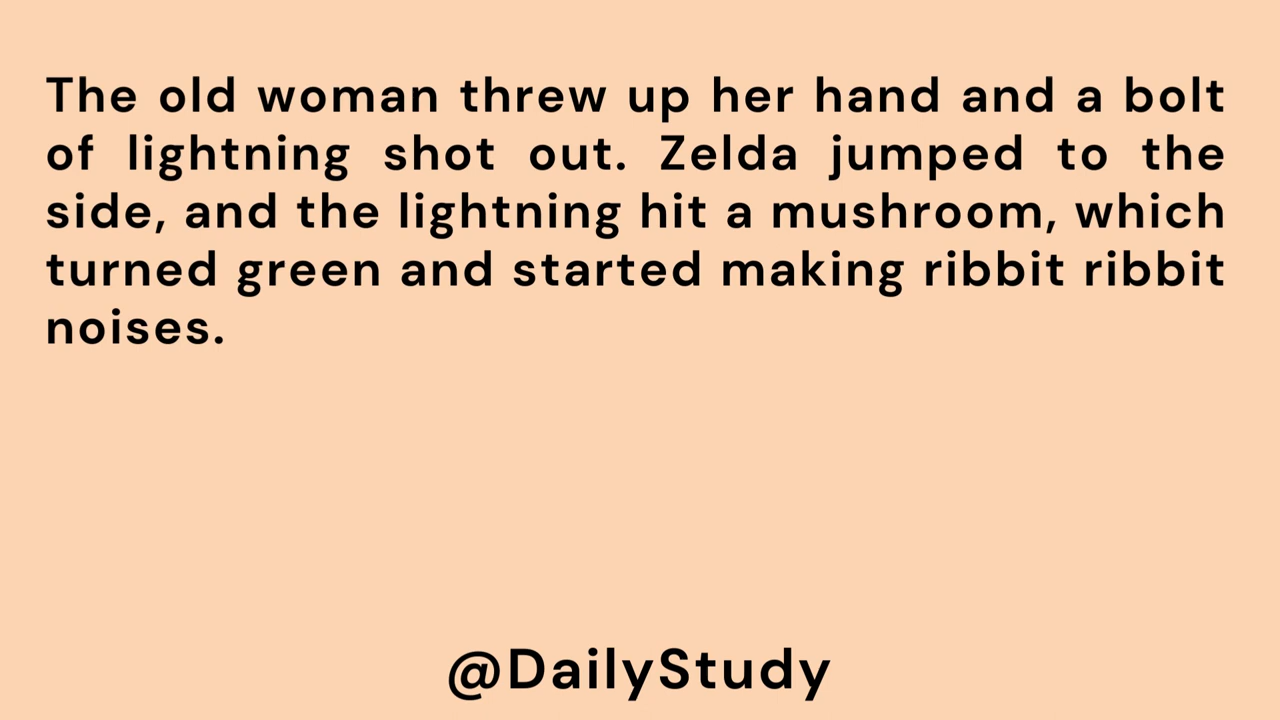 The old woman threw up her hand and a bolt
of lightning shot out. Zelda jumped to the
side, and the lightning hit a mushroom, which
turned green and started making ribbit ribbit
noises.
@DailyStudy